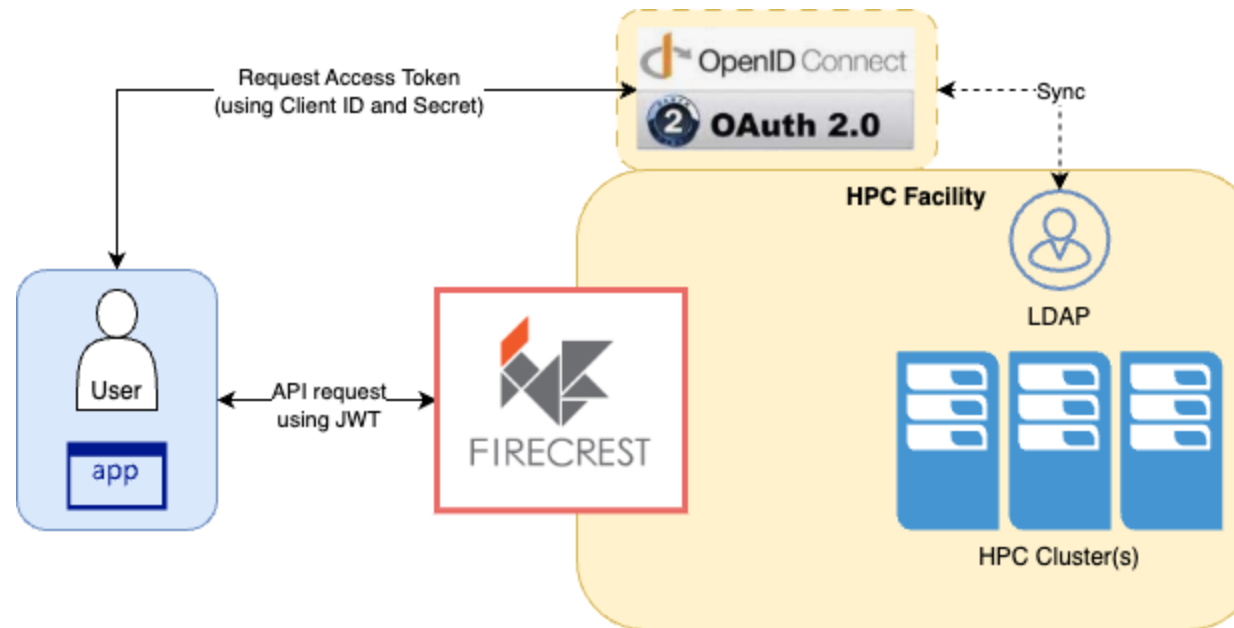 OpenID Connect
2 OAuth 2.0
Request Access Token
(using Client ID and Secret)
Sync
HPC Facility
LDAP
User
app
API request
using JWT
FIRECREST
HPC Cluster(s)